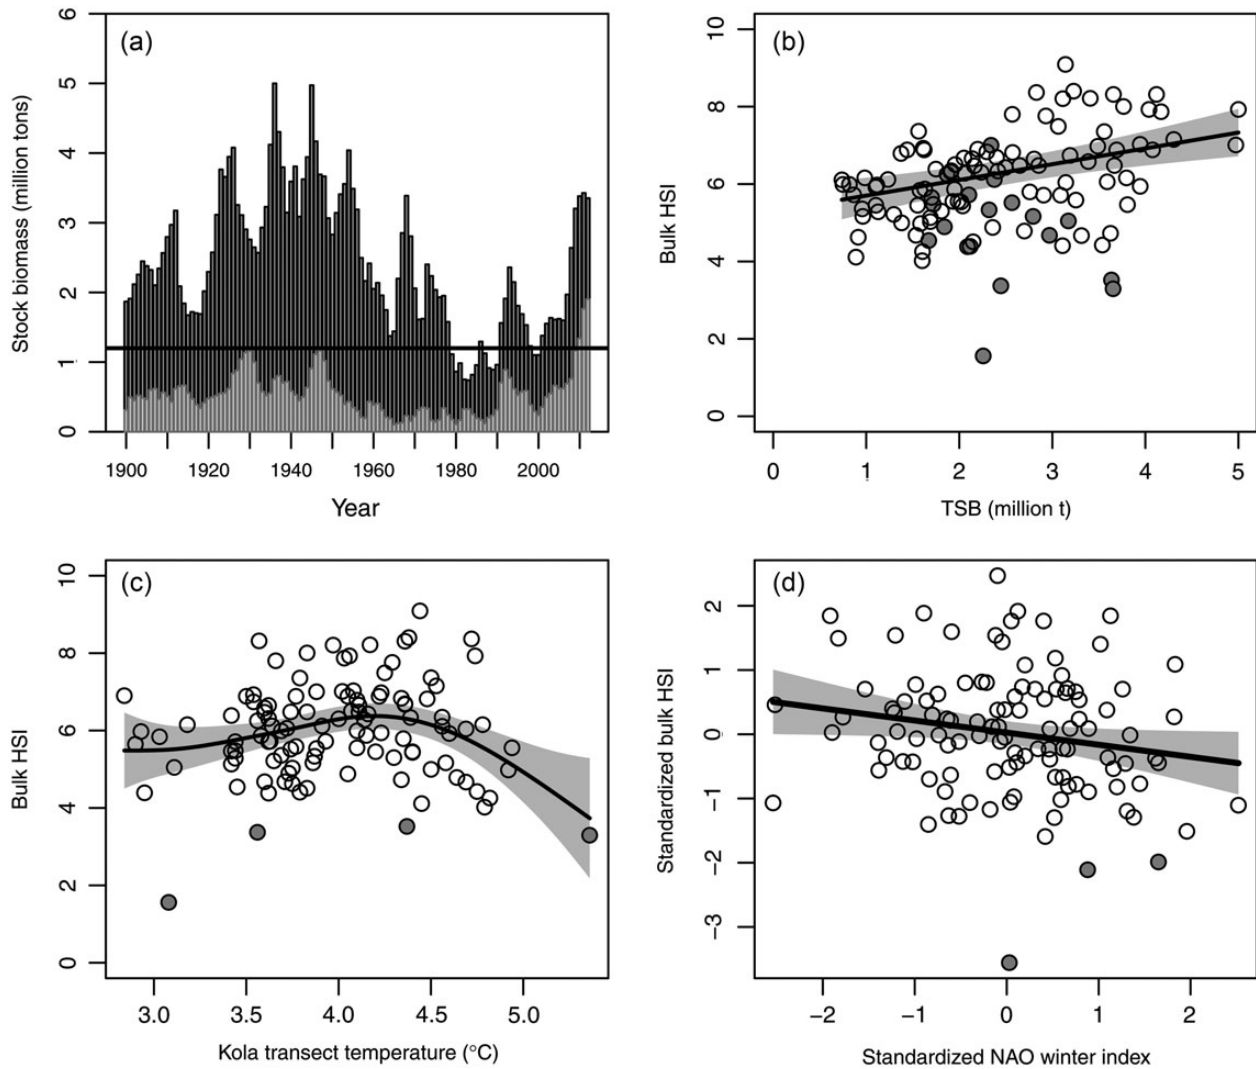 (a)
Stock biomass (million tons)
6
5
4
3
2
1
0
1900 1920 1940 1960 1980 2000
Year
(b)
Bulk HSI
10
8
6
4
2
0
0 1 2 3 4 5
TSB (million t)
(c)
Bulk HSI
10
8
6
4
2
0
3.0 3.5 4.0 4.5 5.0
Kola transect temperature (°C)
(d)
Standardized bulk HSI
2
1
0
−1
−2
−3
−2 −1 0 1 2
Standardized NAO winter index